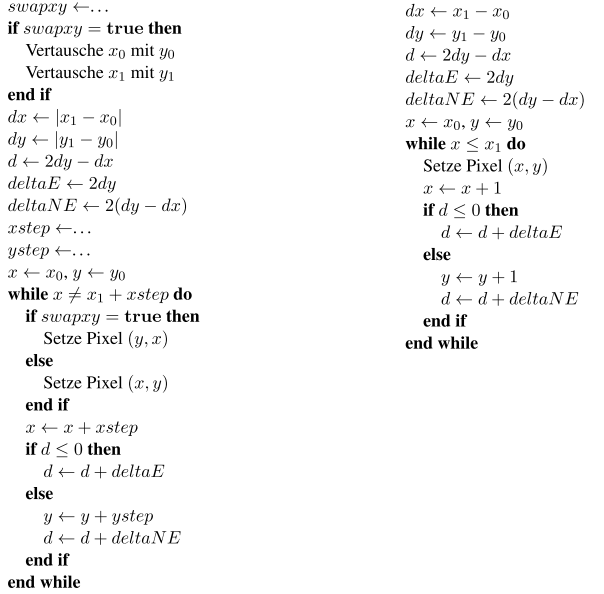 swapxy ←…
if swapxy = true then
Vertausche x₀ mit y₀
Vertausche x₁ mit y₁
end if
dx ← |x₁ − x₀|
dy ← |y₁ − y₀|
d ← 2dy − dx
deltaE ← 2dy
deltaNE ← 2(dy − dx)
xstep ←…
ystep ←…
x ← x₀, y ← y₀
while x ≠ x₁ + xstep do
if swapxy = true then
Setze Pixel (y, x)
else
Setze Pixel (x, y)
end if
x ← x + xstep
if d ≤ 0 then
d ← d + deltaE
else
y ← y + ystep
d ← d + deltaNE
end if
end while
dx ← x₁ − x₀
dy ← y₁ − y₀
d ← 2dy − dx
deltaE ← 2dy
deltaNE ← 2(dy − dx)
x ← x₀, y ← y₀
while x ≤ x₁ do
Setze Pixel (x, y)
x ← x + 1
if d ≤ 0 then
d ← d + deltaE
else
y ← y + 1
d ← d + deltaNE
end if
end while